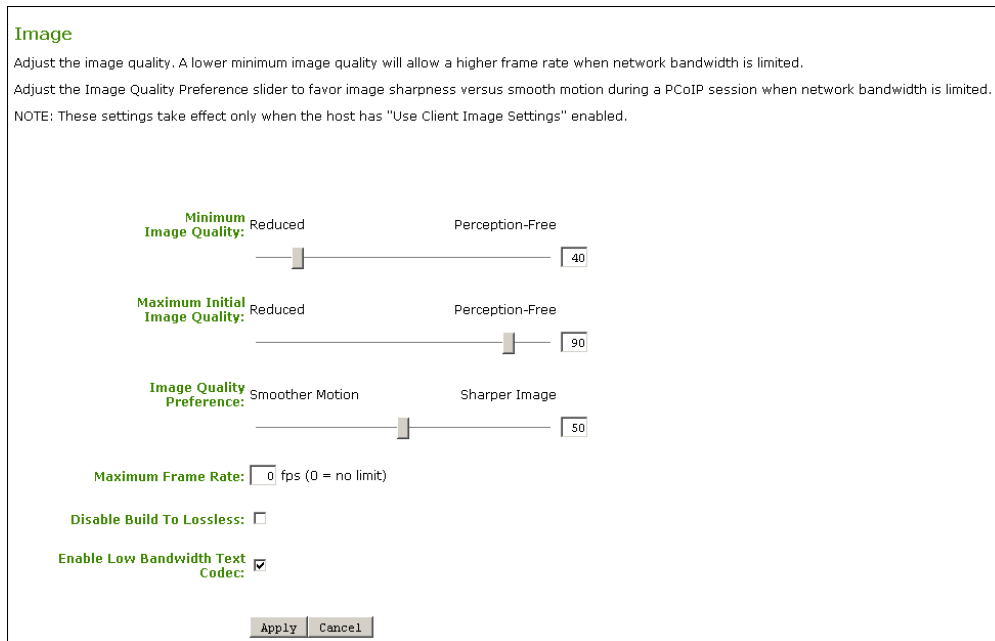 Image
Adjust the image quality. A lower minimum image quality will allow a higher frame rate when network bandwidth is limited.
Adjust the Image Quality Preference slider to favor image sharpness versus smooth motion during a PCoIP session when network bandwidth is limited.
NOTE: These settings take effect only when the host has "Use Client Image Settings" enabled.
Minimum
Image Quality:
Reduced Perception-Free
40
Maximum Initial
Image Quality:
Reduced Perception-Free
90
Image Quality
Preference:
Smoother Motion Sharper Image
50
Maximum Frame Rate: 0 fps (0 = no limit)
Disable Build To Lossless:
Enable Low Bandwidth Text
Codec:
Apply Cancel